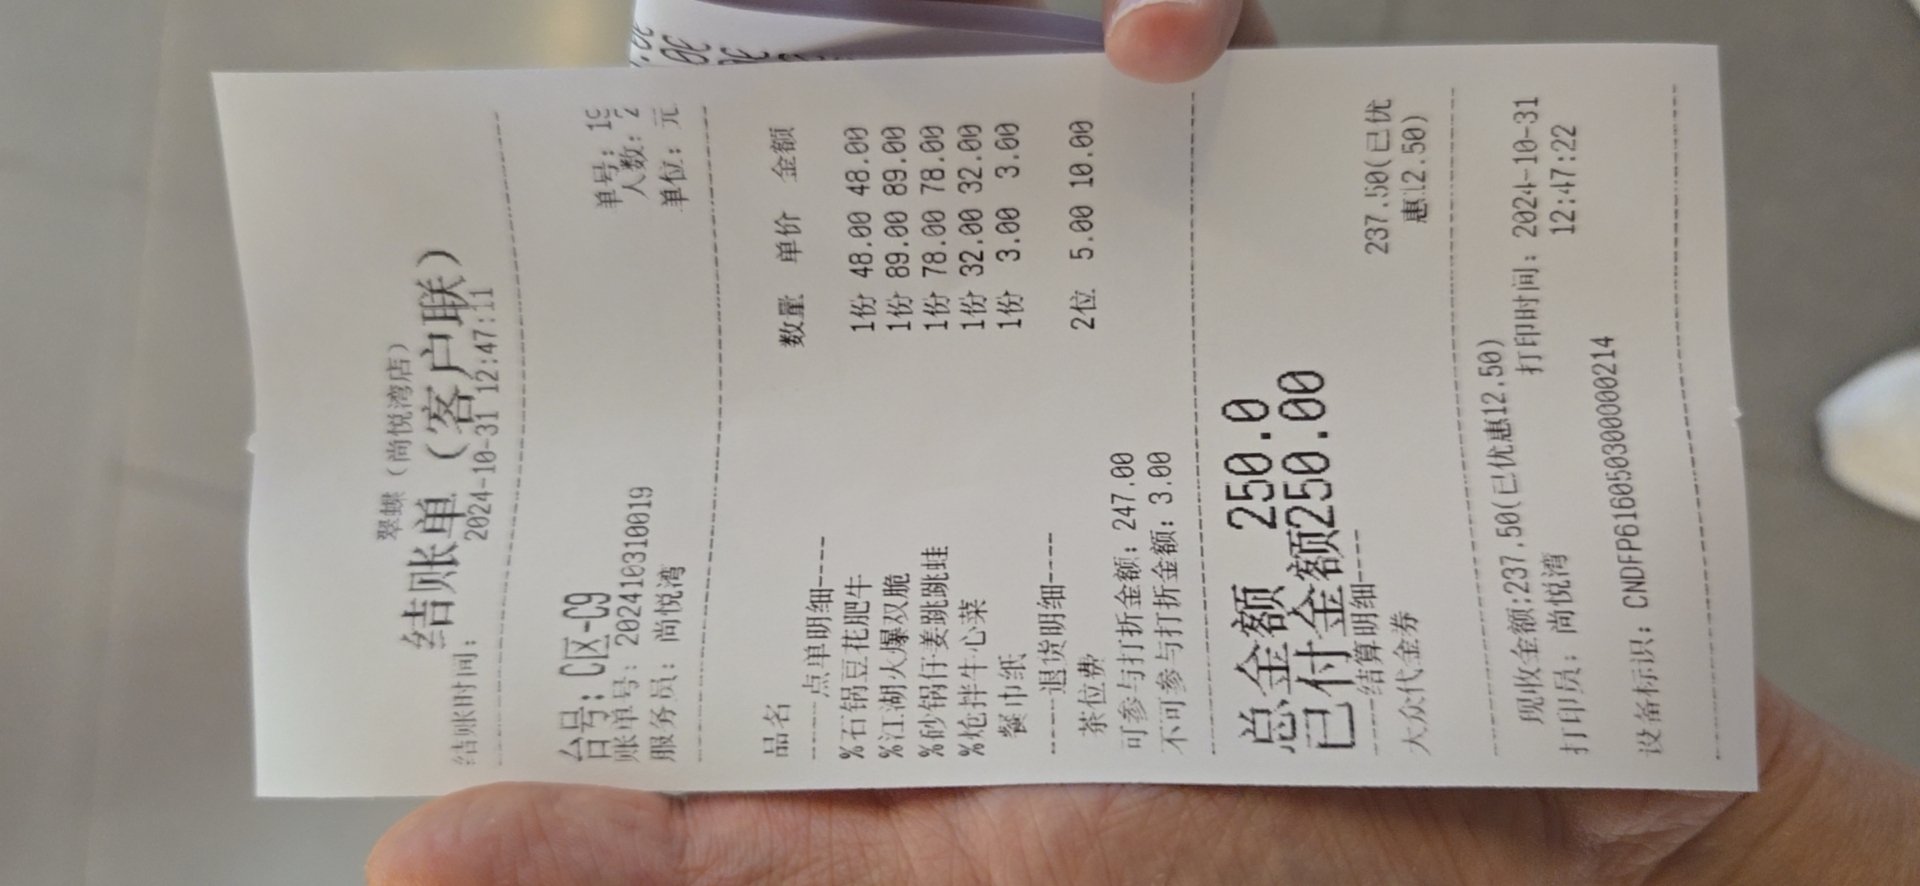 翠蝶（尚悦湾店）
结账单（客户联）
结账时间： 2024-10-31 12:47:11
单号：19
台号：C区-C9 人数：2
账单号：202410310019 单位：元
服务员：尚悦湾
品名 数量 单价 金额
-----点单明细----
%石锅豆花肥牛 1份 48.00 48.00
%江湖火爆双脆 1份 89.00 89.00
%砂锅仔姜跳跳蛙 1份 78.00 78.00
%炝拌牛心菜 1份 32.00 32.00
餐巾纸 1份 3.00 3.00
----退货明细----
茶位费 2位 5.00 10.00
可参与打折金额：247.00
不可参与打折金额：3.00
总金额 250.0
已付金额250.00
----结算明细----
大众代金券 237.50(已优
惠12.50)
现收金额:237.50(已优惠12.50)
打印员：尚悦湾 打印时间：2024-10-31
12:47:22
设备标识：CNDFP61605030000214